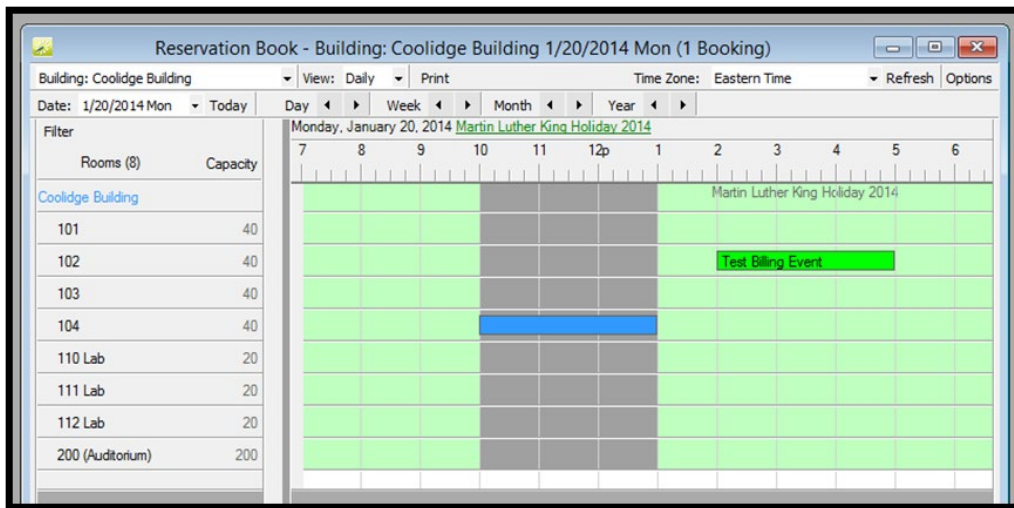 Reservation Book - Building: Coolidge Building 1/20/2014 Mon (1 Booking)
Building: Coolidge Building View: Daily Print Time Zone: Eastern Time Refresh Options
Date: 1/20/2014 Mon Today Day Week Month Year
Filter
Monday, January 20, 2014 Martin Luther King Holiday 2014
Rooms (8) Capacity
7 8 9 10 11 12p 1 2 3 4 5 6
Coolidge Building
Martin Luther King Holiday 2014
101 40
102 40 Test Billing Event
103 40
104 40
110 Lab 20
111 Lab 20
112 Lab 20
200 (Auditorium) 200